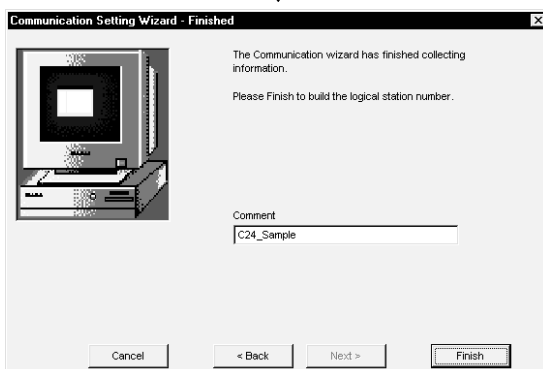 Communication Setting Wizard - Finished
The Communication wizard has finished collecting
information.
Please Finish to build the logical station number.
Comment
C24_Sample
Cancel
< Back
Next >
Finish